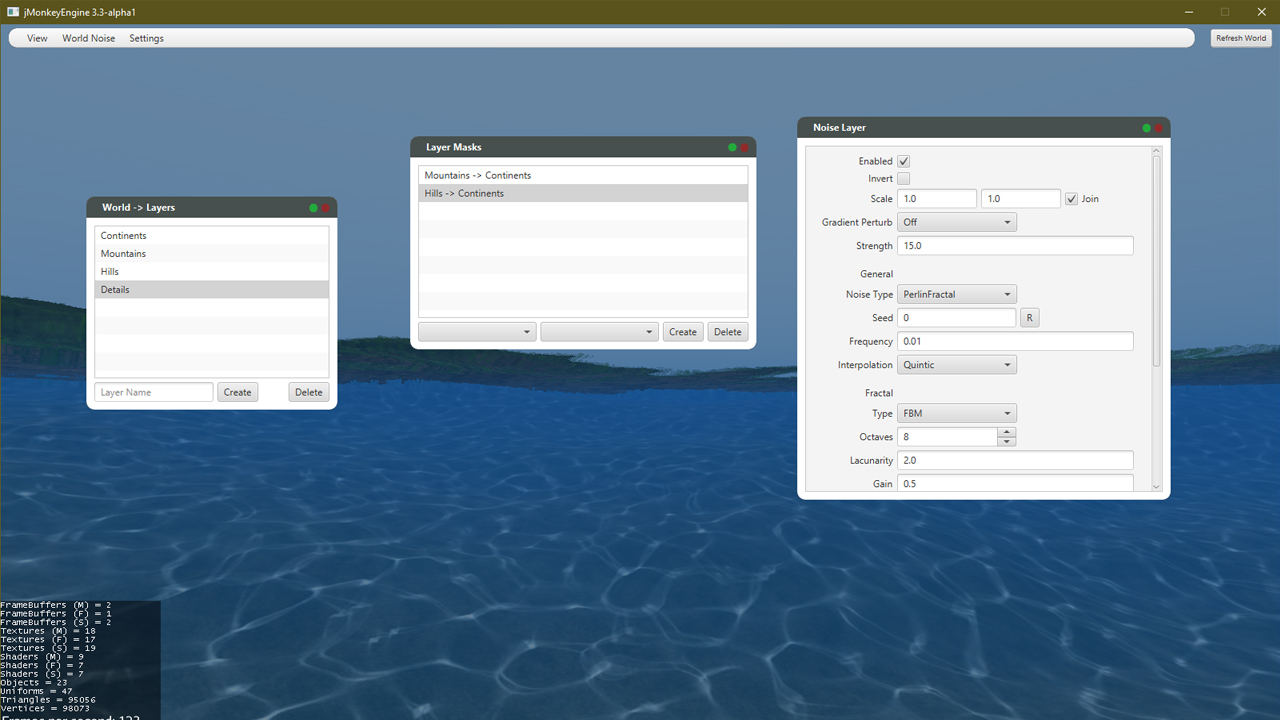 jMonkeyEngine 3.3-alpha1
View World Noise Settings
Refresh World
World -> Layers
Continents
Mountains
Hills
Details
Layer Name Create Delete
Layer Masks
Mountains -> Continents
Hills -> Continents
Create Delete
Noise Layer
Enabled
Invert
Scale 1.0 1.0 Join
Gradient Perturb Off
Strength 15.0
General
Noise Type PerlinFractal
Seed 0 R
Frequency 0.01
Interpolation Quintic
Fractal
Type FBM
Octaves 8
Lacunarity 2.0
Gain 0.5
FrameBuffers (M) = 2
FrameBuffers (F) = 1
FrameBuffers (S) = 2
Textures (M) = 18
Textures (F) = 17
Textures (S) = 19
Shaders (M) = 9
Shaders (F) = 7
Shaders (S) = 7
Objects = 23
Uniforms = 47
Triangles = 95056
Vertices = 98073
Frames per second: